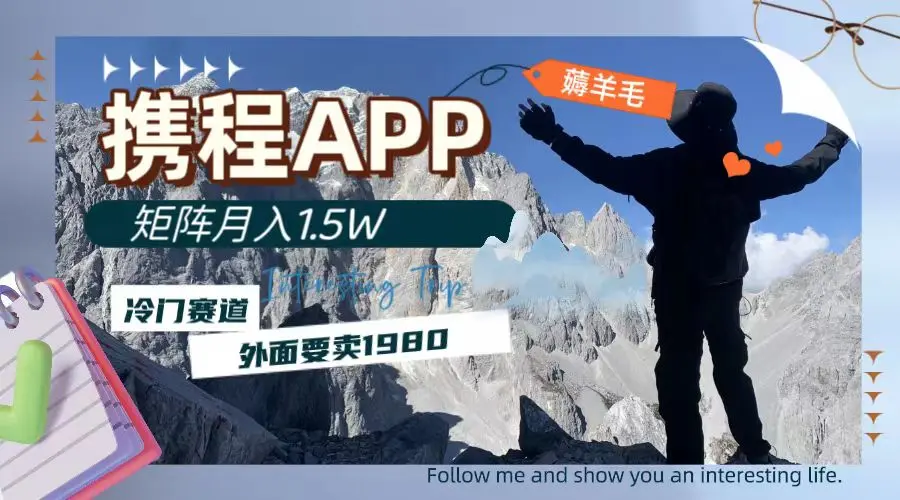 薅羊毛
携程APP
矩阵月入1.5W
Interesting Trip
冷门赛道
外面要卖1980
Follow me and show you an interesting life.